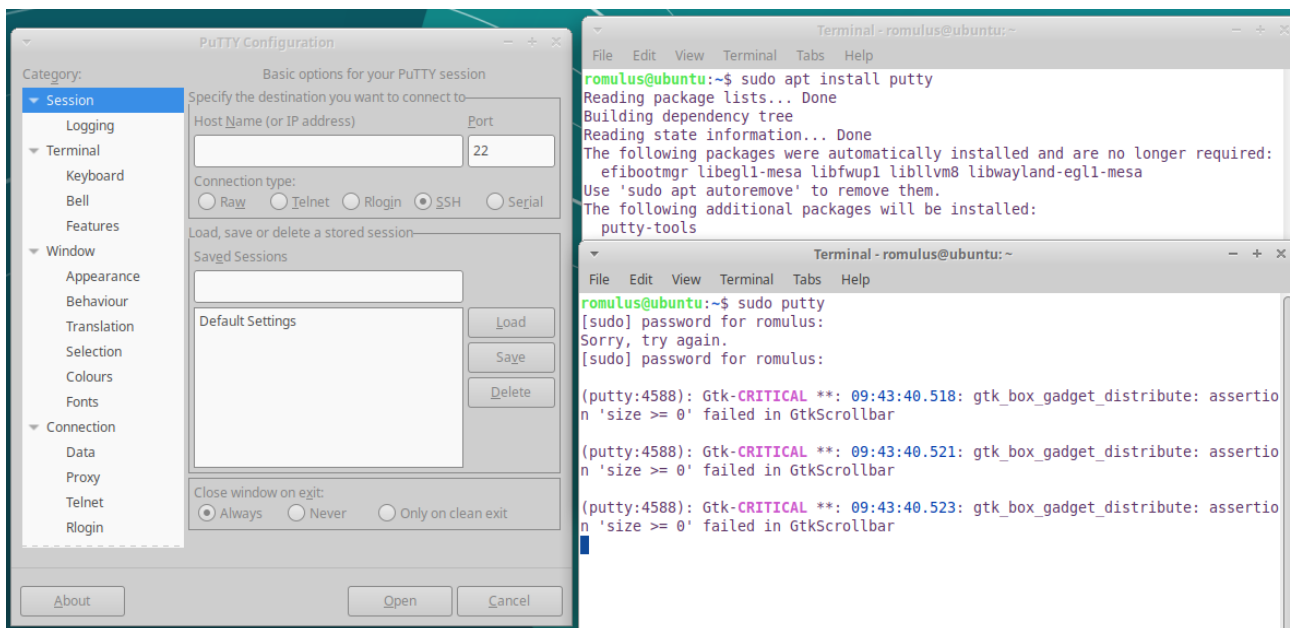 PuTTY Configuration
Category:
Session
Logging
Terminal
Keyboard
Bell
Features
Window
Appearance
Behaviour
Translation
Selection
Colours
Fonts
Connection
Data
Proxy
Telnet
Rlogin
Basic options for your PuTTY session
Specify the destination you want to connect to
Host Name (or IP address) Port
22
Connection type:
Raw Telnet Rlogin SSH Serial
Load, save or delete a stored session
Saved Sessions
Default Settings
Load
Save
Delete
Close window on exit:
Always Never Only on clean exit
About Open Cancel
Terminal - romulus@ubuntu: ~
File Edit View Terminal Tabs Help
romulus@ubuntu:~$ sudo apt install putty
Reading package lists... Done
Building dependency tree
Reading state information... Done
The following packages were automatically installed and are no longer required:
efibootmgr libegl1-mesa libfwup1 libllvm8 libwayland-egl1-mesa
Use 'sudo apt autoremove' to remove them.
The following additional packages will be installed:
putty-tools
Terminal - romulus@ubuntu: ~
File Edit View Terminal Tabs Help
romulus@ubuntu:~$ sudo putty
[sudo] password for romulus:
Sorry, try again.
[sudo] password for romulus:
(putty:4588): Gtk-CRITICAL **: 09:43:40.518: gtk_box_gadget_distribute: assertio
n 'size >= 0' failed in GtkScrollbar
(putty:4588): Gtk-CRITICAL **: 09:43:40.521: gtk_box_gadget_distribute: assertio
n 'size >= 0' failed in GtkScrollbar
(putty:4588): Gtk-CRITICAL **: 09:43:40.523: gtk_box_gadget_distribute: assertio
n 'size >= 0' failed in GtkScrollbar